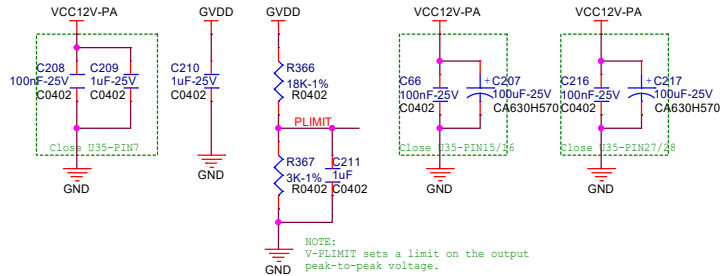 VCC12V-PA
GVDD
GVDD
VCC12V-PA
VCC12V-PA
C208
100nF-25V
C0402
C209
1uF-25V
C0402
C210
1uF-25V
C0402
R366
18K-1%
R0402
C66
100nF-25V
C0402
+
C207
100uF-25V
CA630H570
C216
100nF-25V
C0402
+
C217
100uF-25V
CA630H570
PLIMIT
Close U35-PIN7
R367
3K-1%
R0402
C211
1uF
C0402
Close U35-PIN15/16
Close U35-PIN27/28
GND
GND
GND
GND
GND
NOTE:
V-PLIMIT sets a limit on the output
peak-to-peak voltage.